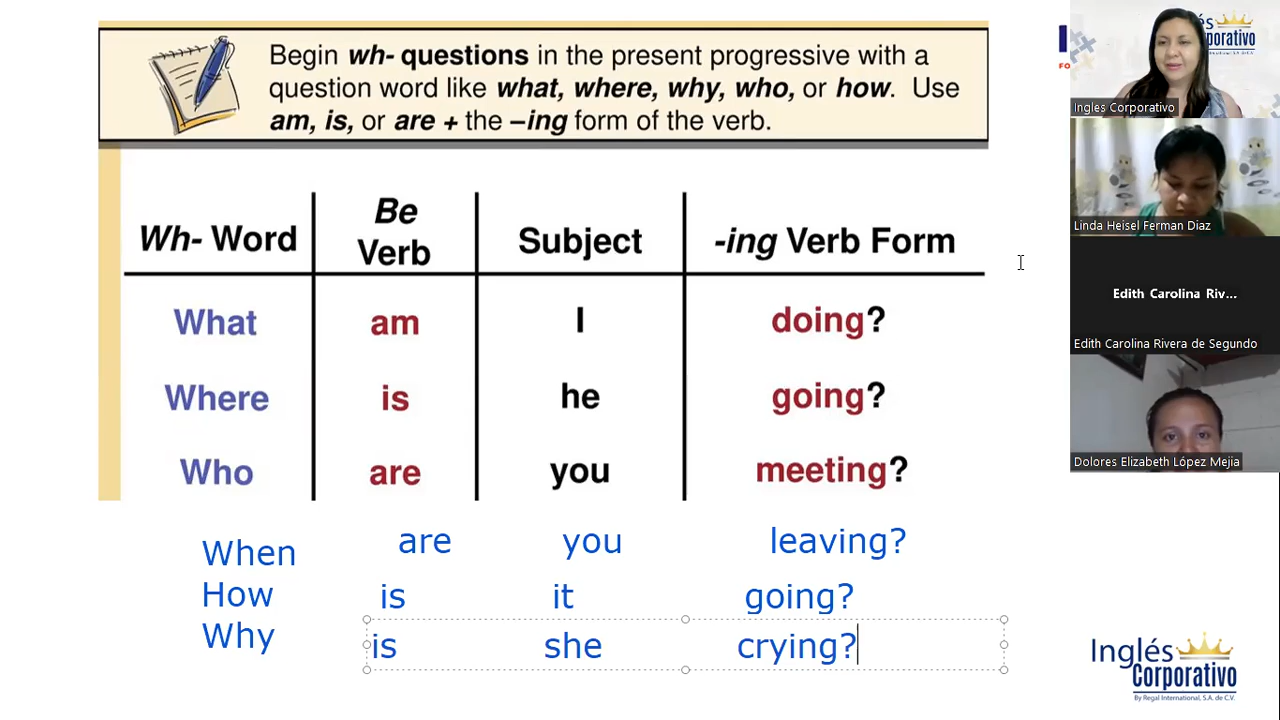 Begin wh- questions in the present progressive with a
question word like what, where, why, who, or how. Use
am, is, or are + the –ing form of the verb.
Wh- Word Be Verb Subject -ing Verb Form
What am I doing?
Where is he going?
Who are you meeting?
When are you leaving?
How is it going?
Why is she crying?
Ingles Corporativo
Linda Heisel Ferman Diaz
Edith Carolina Riv...
Edith Carolina Rivera de Segundo
Dolores Elizabeth López Mejia
Inglés
Corporativo
By Regal International, S.A. de C.V.